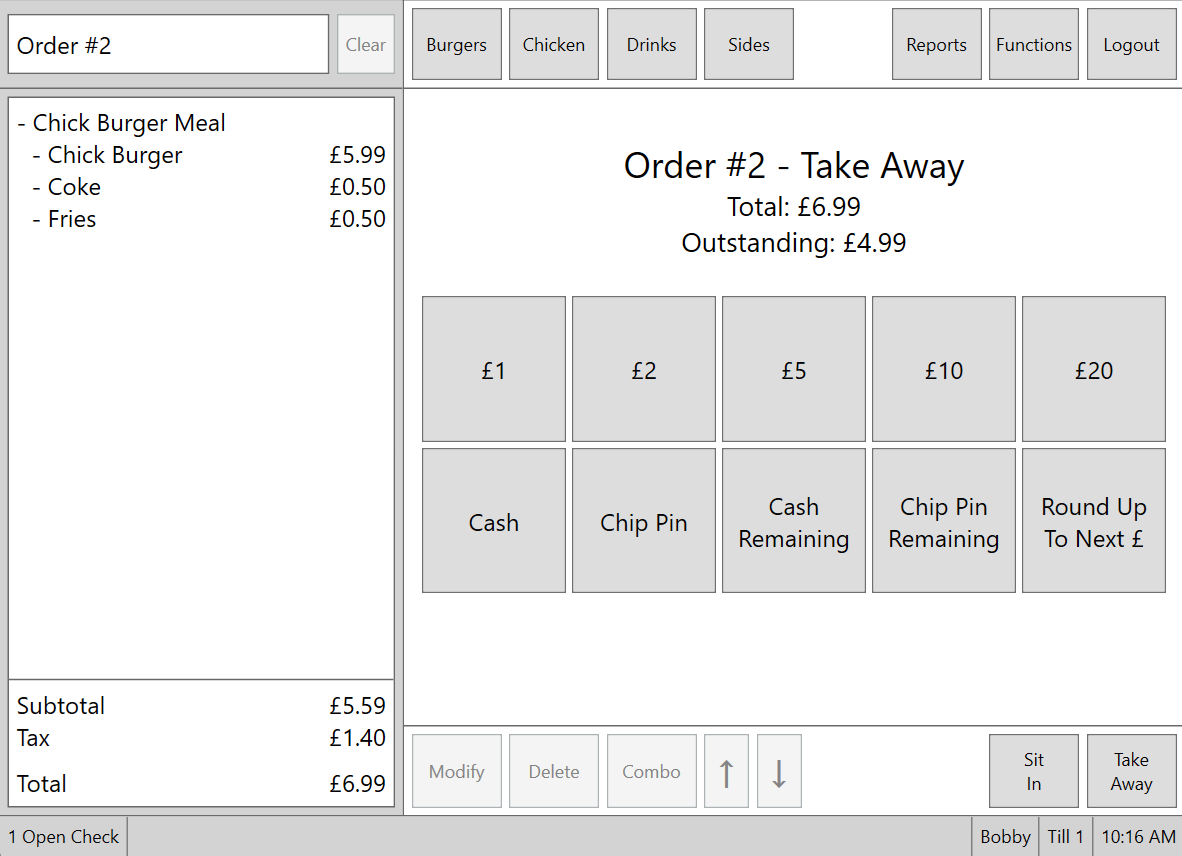 Order #2
Clear
Burgers
Chicken
Drinks
Sides
Reports
Functions
Logout
- Chick Burger Meal
- Chick Burger £5.99
- Coke £0.50
- Fries £0.50
Subtotal £5.59
Tax £1.40
Total £6.99
Order #2 - Take Away
Total: £6.99
Outstanding: £4.99
£1
£2
£5
£10
£20
Cash
Chip Pin
Cash
Remaining
Chip Pin
Remaining
Round Up
To Next £
Modify
Delete
Combo
↑
↓
Sit
In
Take
Away
1 Open Check
Bobby
Till 1
10:16 AM